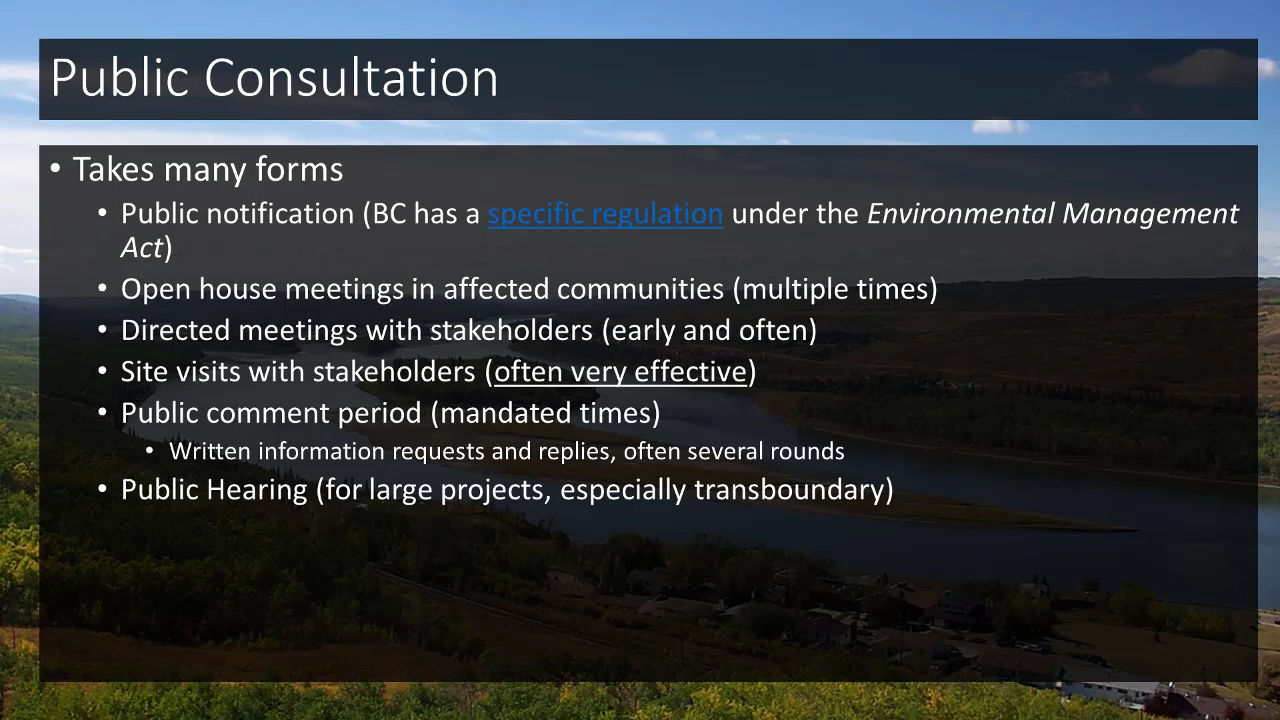 Public Consultation
• Takes many forms
• Public notification (BC has a specific regulation under the Environmental Management
Act)
• Open house meetings in affected communities (multiple times)
• Directed meetings with stakeholders (early and often)
• Site visits with stakeholders (often very effective)
• Public comment period (mandated times)
• Written information requests and replies, often several rounds
• Public Hearing (for large projects, especially transboundary)